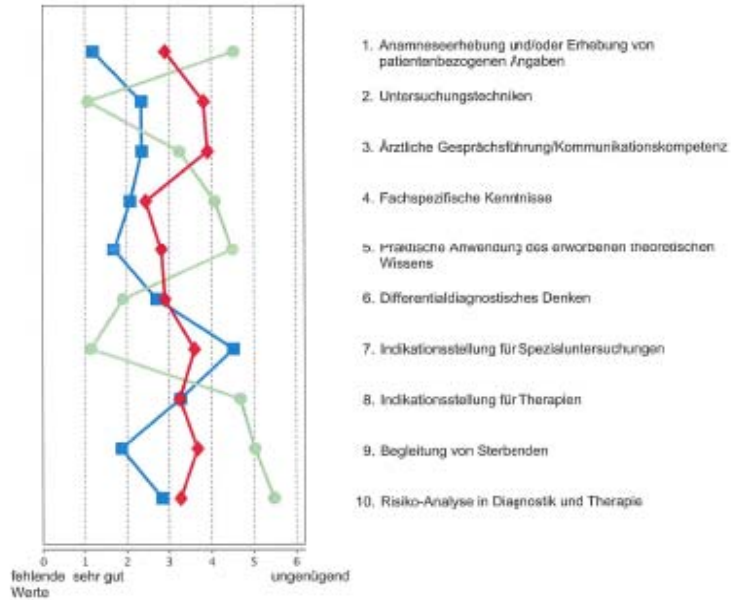 1. Anamneseerhebung und/oder Erhebung von
patientenbezogenen Angaben
2. Untersuchungstechniken
3. Ärztliche Gesprächsführung/Kommunikationskompetenz
4. Fachspezifische Kenntnisse
5. Praktische Anwendung des erworbenen theoretischen
Wissens
6. Differentialdiagnostisches Denken
7. Indikationsstellung für Spezialuntersuchungen
8. Indikationsstellung für Therapien
9. Begleitung von Sterbenden
10. Risiko-Analyse in Diagnostik und Therapie
0 1 2 3 4 5 6
fehlende sehr gut ungenügend
Werte